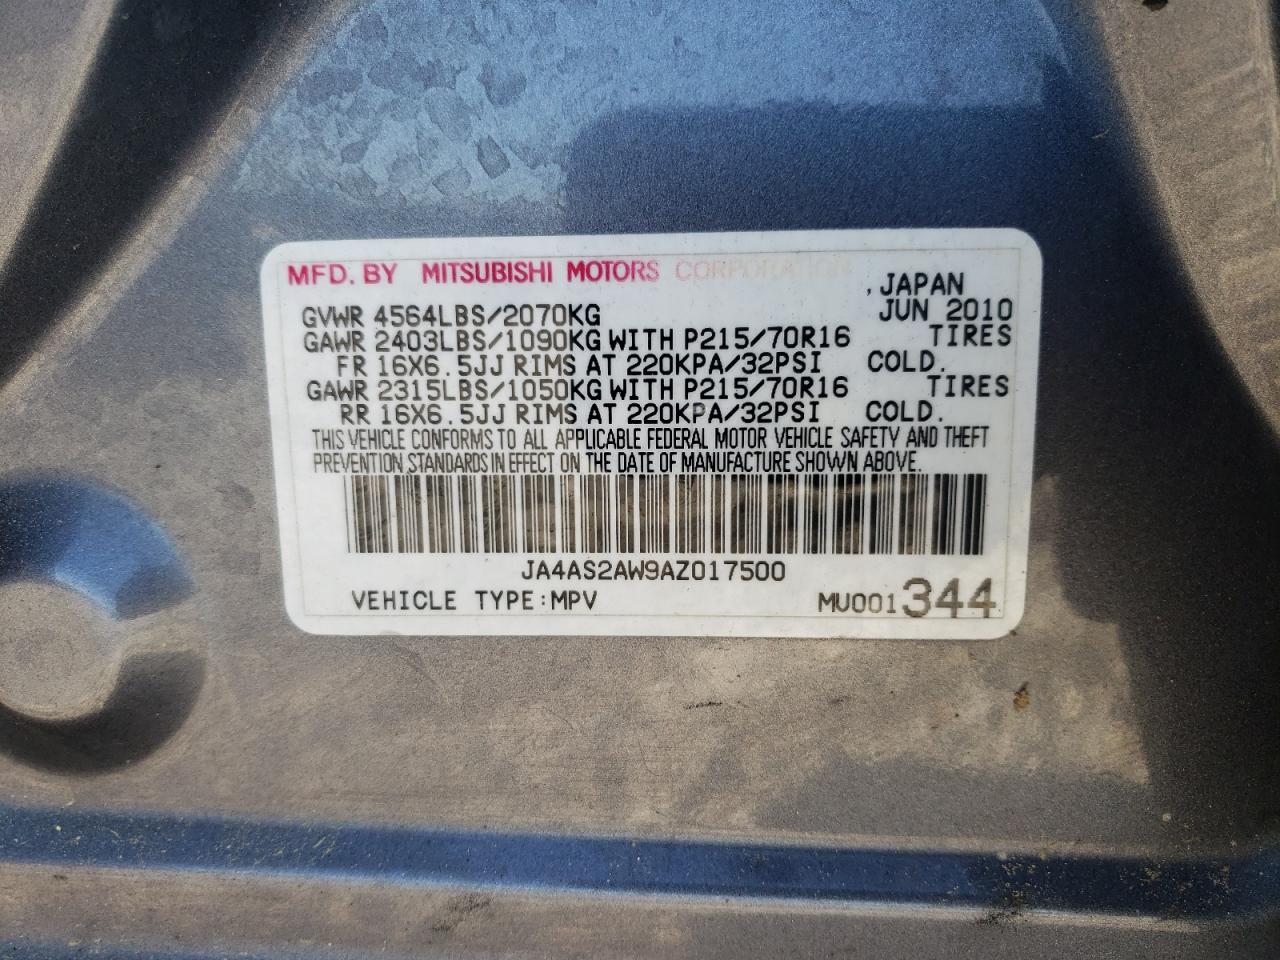 MFD. BY MITSUBISHI MOTORS CORPORATION , JAPAN
GVWR 4564LBS/2070KG JUN 2010
GAWR 2403LBS/1090KG WITH P215/70R16 TIRES
FR 16X6.5JJ RIMS AT 220KPA/32PSI COLD.
GAWR 2315LBS/1050KG WITH P215/70R16 TIRES
RR 16X6.5JJ RIMS AT 220KPA/32PSI COLD.
THIS VEHICLE CONFORMS TO ALL APPLICABLE FEDERAL MOTOR VEHICLE SAFETY AND THEFT
PREVENTION STANDARDS IN EFFECT ON THE DATE OF MANUFACTURE SHOWN ABOVE.
JA4AS2AW9AZ017500
VEHICLE TYPE:MPV MU001344